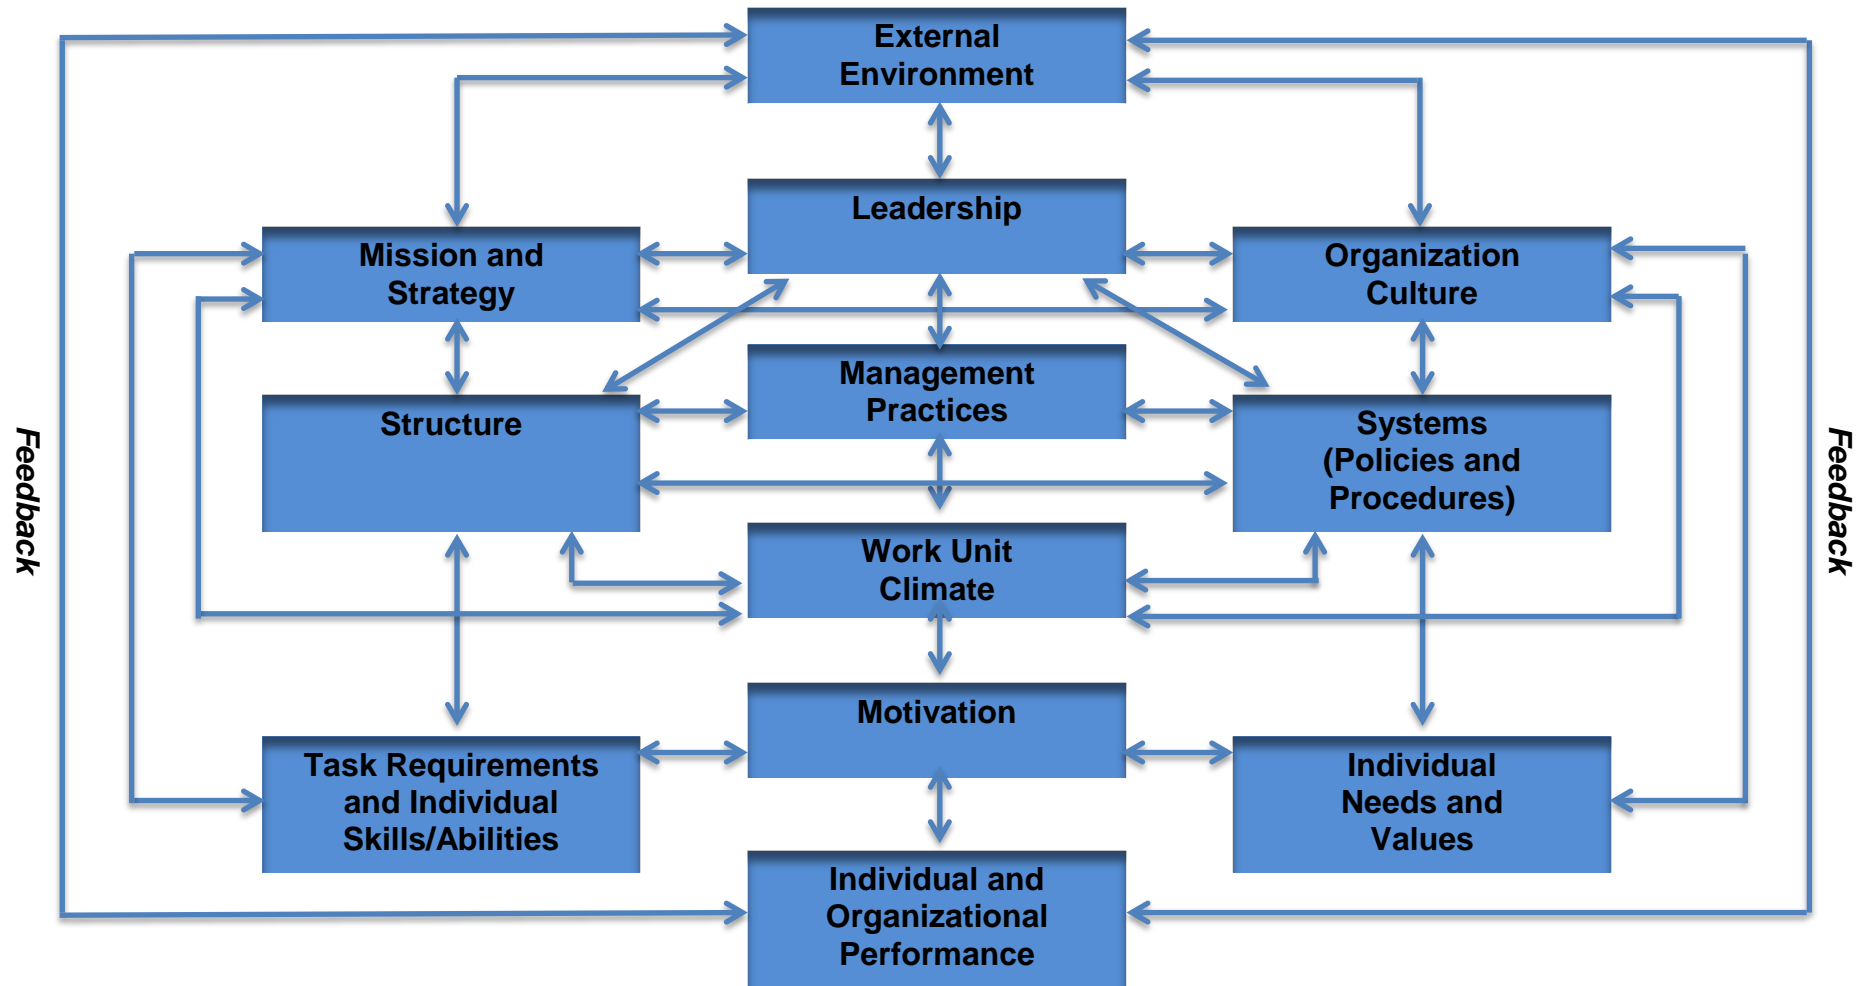 External
Environment
Leadership
Mission and
Strategy
Organization
Culture
Management
Practices
Structure
Systems
(Policies and
Procedures)
Feedback
Feedback
Work Unit
Climate
Motivation
Task Requirements
and Individual
Skills/Abilities
Individual
Needs and
Values
Individual and
Organizational
Performance